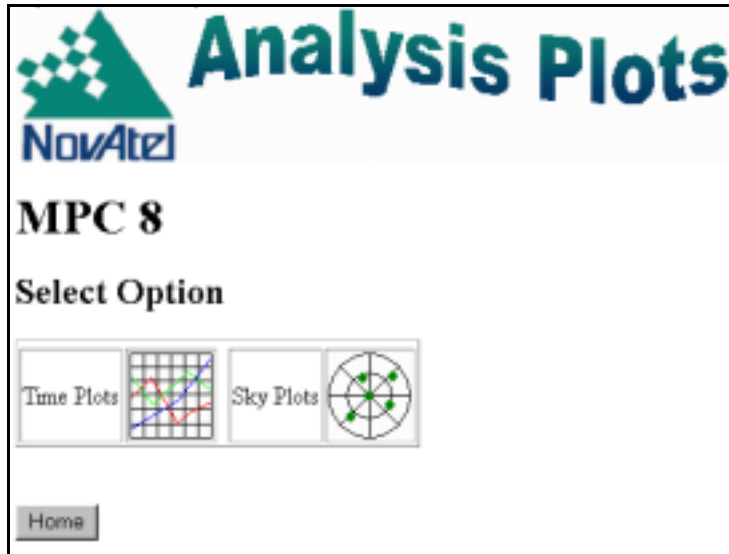 Analysis Plots
NovAtel
MPC 8
Select Option
Time Plots
Sky Plots
Home